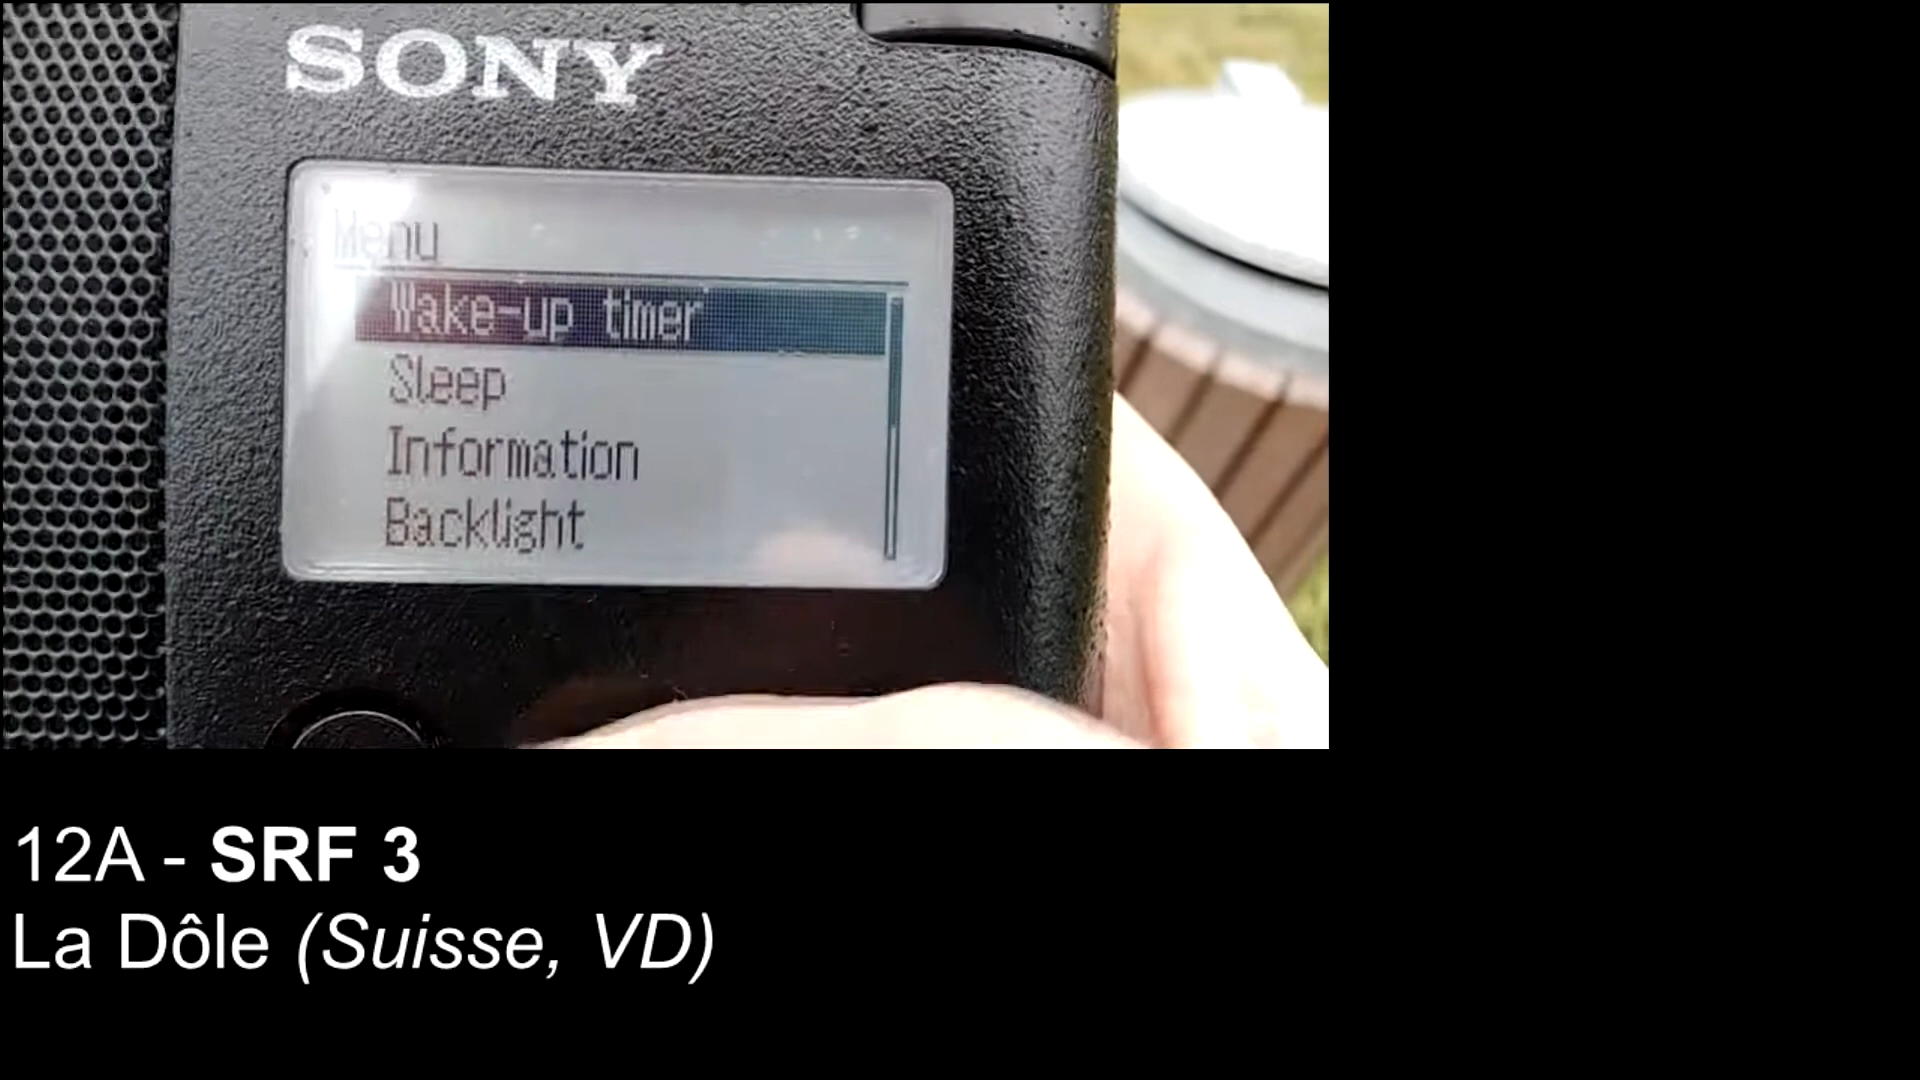 SONY
Menu
Wake-up timer
Sleep
Information
Backlight
12A - SRF 3
La Dôle (Suisse, VD)